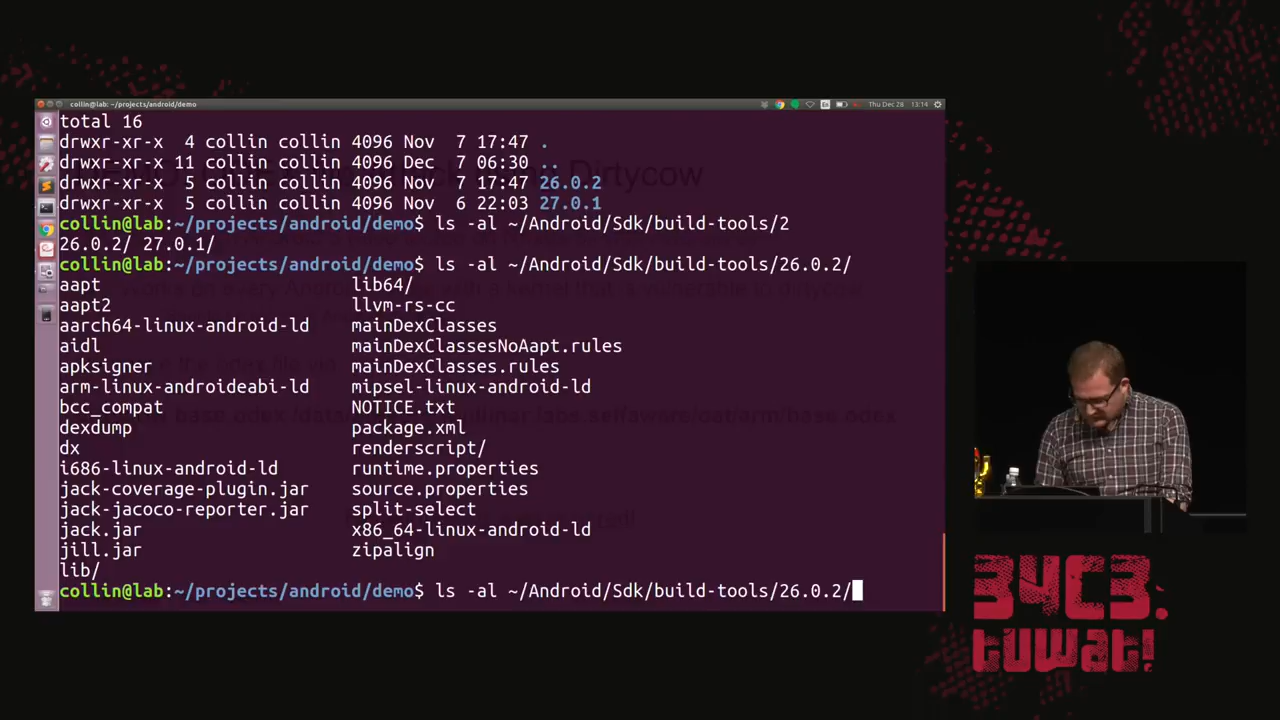 collin@lab: ~/projects/android/demo
Thu Dec 28 13:14
total 16
drwxr-xr-x 4 collin collin 4096 Nov 7 17:47 .
drwxr-xr-x 11 collin collin 4096 Dec 7 06:30 ..
drwxr-xr-x 5 collin collin 4096 Nov 7 17:47 26.0.2
drwxr-xr-x 5 collin collin 4096 Nov 6 22:03 27.0.1
collin@lab:~/projects/android/demo$ ls -al ~/Android/Sdk/build-tools/2
26.0.2/ 27.0.1/
collin@lab:~/projects/android/demo$ ls -al ~/Android/Sdk/build-tools/26.0.2/
aapt lib64/
aapt2 llvm-rs-cc
aarch64-linux-android-ld mainDexClasses
aidl mainDexClassesNoAapt.rules
apksigner mainDexClasses.rules
arm-linux-androideabi-ld mipsel-linux-android-ld
bcc_compat NOTICE.txt
dexdump package.xml
dx renderscript/
i686-linux-android-ld runtime.properties
jack-coverage-plugin.jar source.properties
jack-jacoco-reporter.jar split-select
jack.jar x86_64-linux-android-ld
jill.jar zipalign
lib/
collin@lab:~/projects/android/demo$ ls -al ~/Android/Sdk/build-tools/26.0.2/
Dirtycow
34C3.
tuwat!